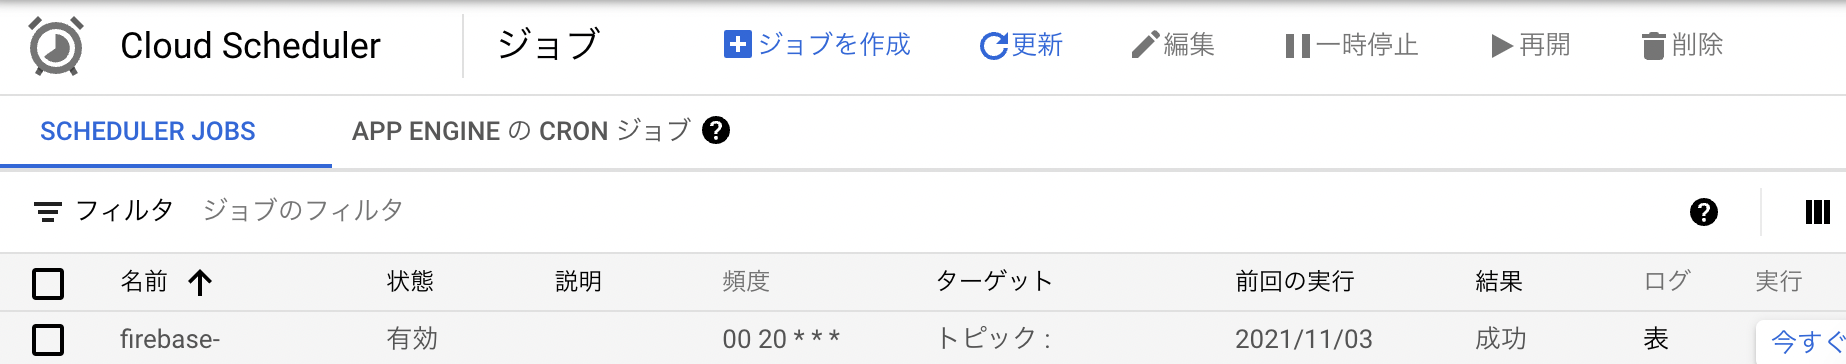 Cloud Scheduler ジョブ ジョブを作成 更新 編集 一時停止 再開 削除
SCHEDULER JOBS APP ENGINE の CRON ジョブ ?
フィルタ ジョブのフィルタ ?
名前 ↑ 状態 説明 頻度 ターゲット 前回の実行 結果 ログ 実行
firebase- 有効 00 20 * * * トピック : 2021/11/03 成功 表 今すぐ